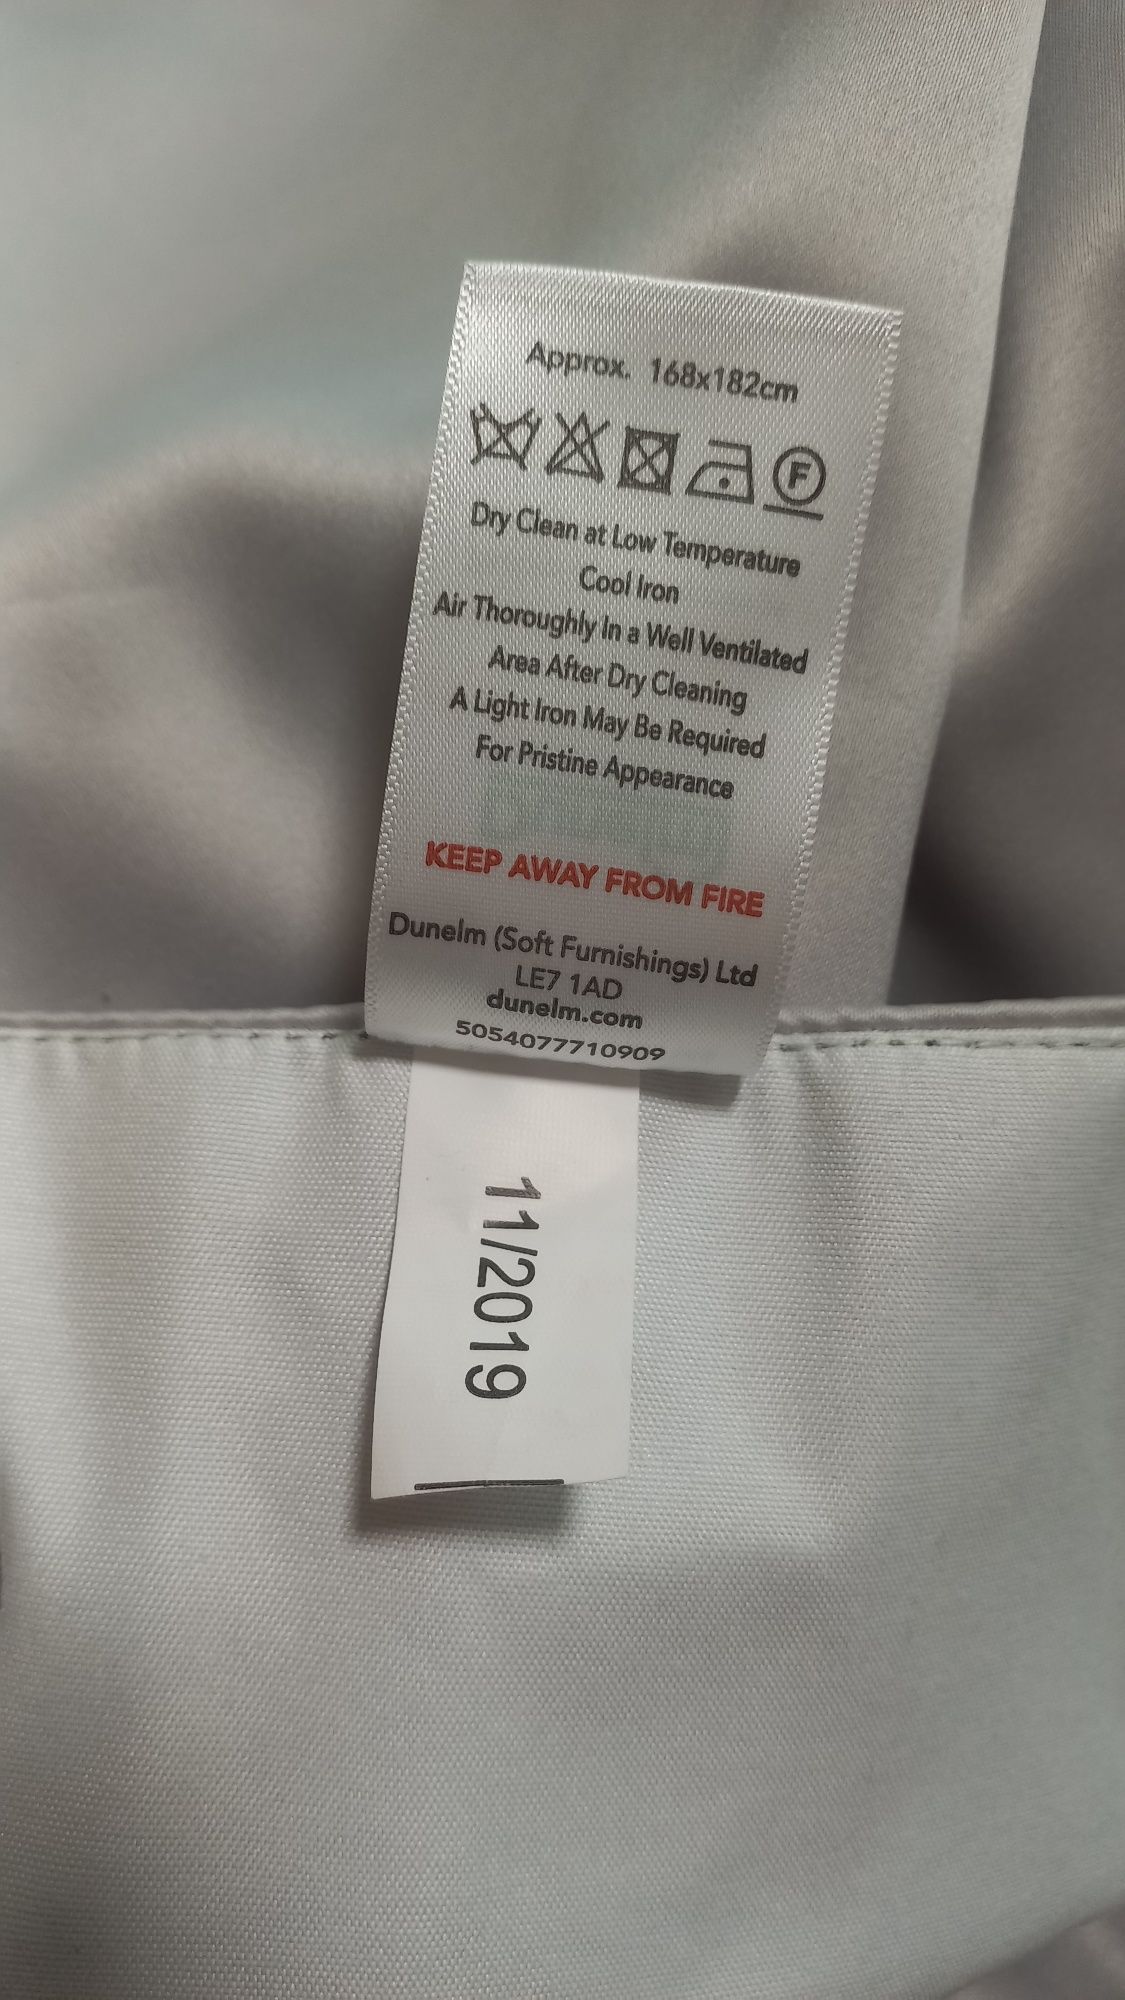 Approx. 168x182cm
F
Dry Clean at Low Temperature
Cool Iron
Air Thoroughly In a Well Ventilated
Area After Dry Cleaning
A Light Iron May Be Required
For Pristine Appearance
KEEP AWAY FROM FIRE
Dunelm (Soft Furnishings) Ltd
LE7 1AD
dunelm.com
5054077710909
11/2019